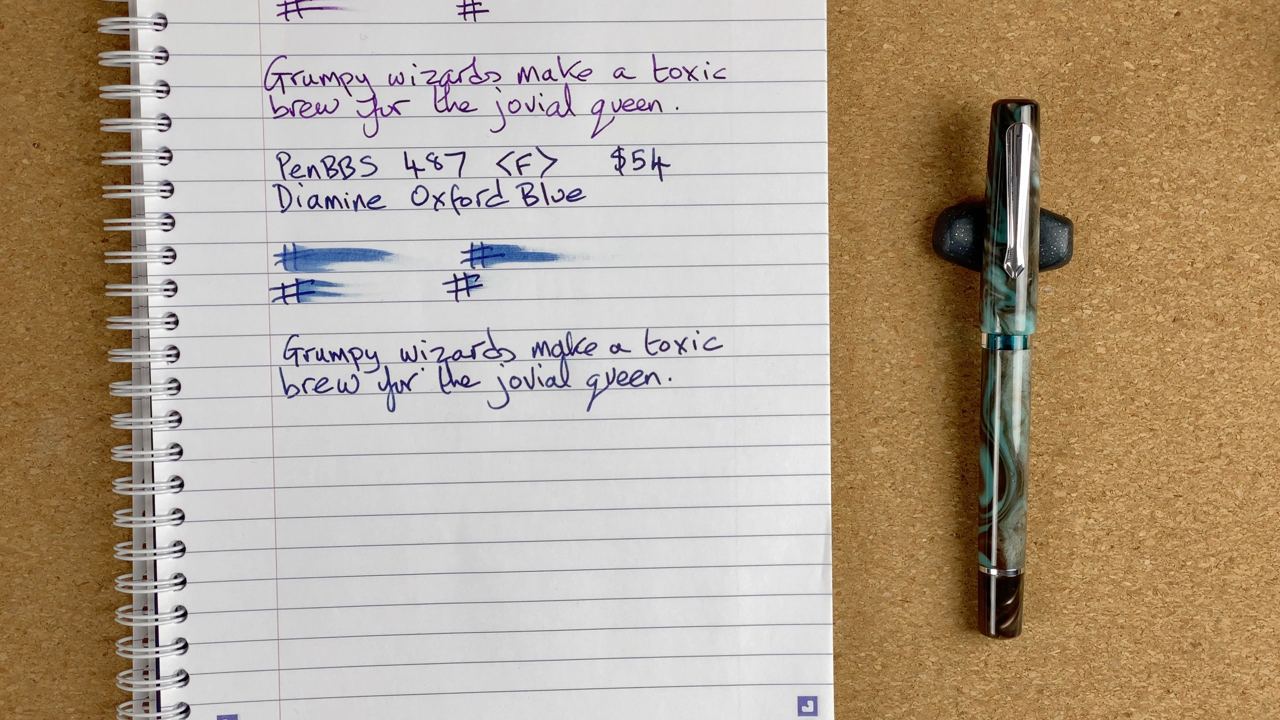 # #
Grumpy wizards make a toxic
brew for the jovial queen.
PenBBS 487 <F> $54
Diamine Oxford Blue
# #
# #
Grumpy wizards make a toxic
brew for the jovial queen.